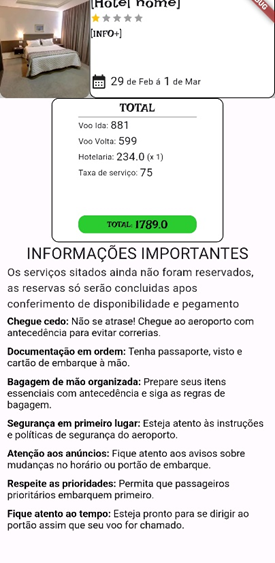 [Hotel nome]
BUG
[INFO+]
29 de Feb á 1 de Mar
TOTAL
Voo Ida: 881
Voo Volta: 599
Hotelaria: 234.0 (x 1)
Taxa de serviço: 75
TOTAL: 1789.0
INFORMAÇÕES IMPORTANTES
Os serviços sitados ainda não foram reservados,
as reservas só serão concluidas apos
conferimento de disponibilidade e pegamento
Chegue cedo: Não se atrase! Chegue ao aeroporto com
antecedência para evitar correrias.
Documentação em ordem: Tenha passaporte, visto e
cartão de embarque à mão.
Bagagem de mão organizada: Prepare seus itens
essenciais com antecedência e siga as regras de
bagagem.
Segurança em primeiro lugar: Esteja atento às instruções
e políticas de segurança do aeroporto.
Atenção aos anúncios: Fique atento aos avisos sobre
mudanças no horário ou portão de embarque.
Respeite as prioridades: Permita que passageiros
prioritários embarquem primeiro.
Fique atento ao tempo: Esteja pronto para se dirigir ao
portão assim que seu voo for chamado.